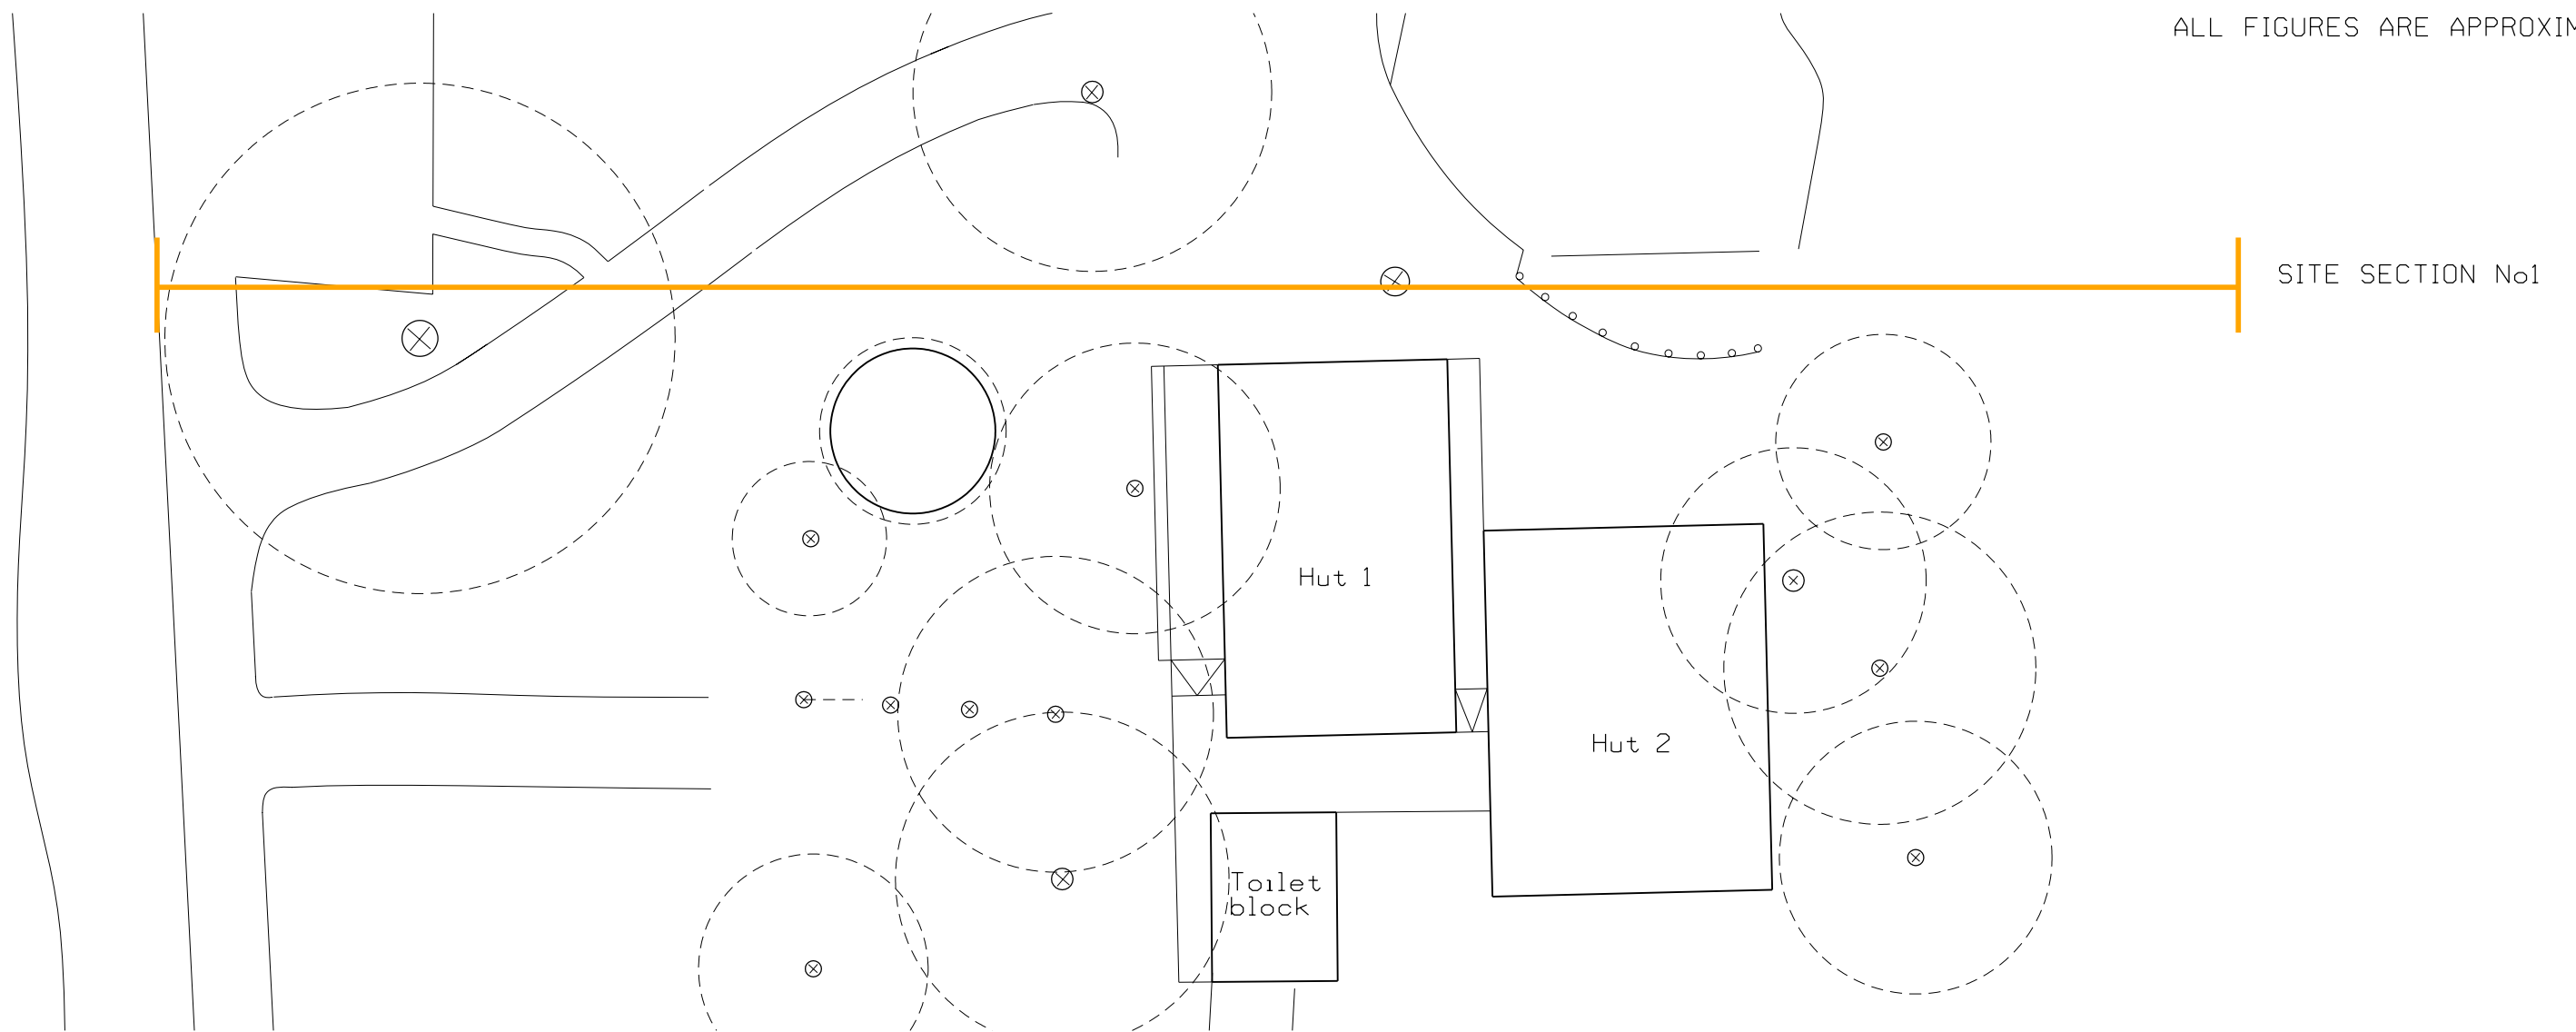 ALL FIGURES ARE APPROXIM
SITE SECTION No1
Hut 1
Hut 2
Toilet
block